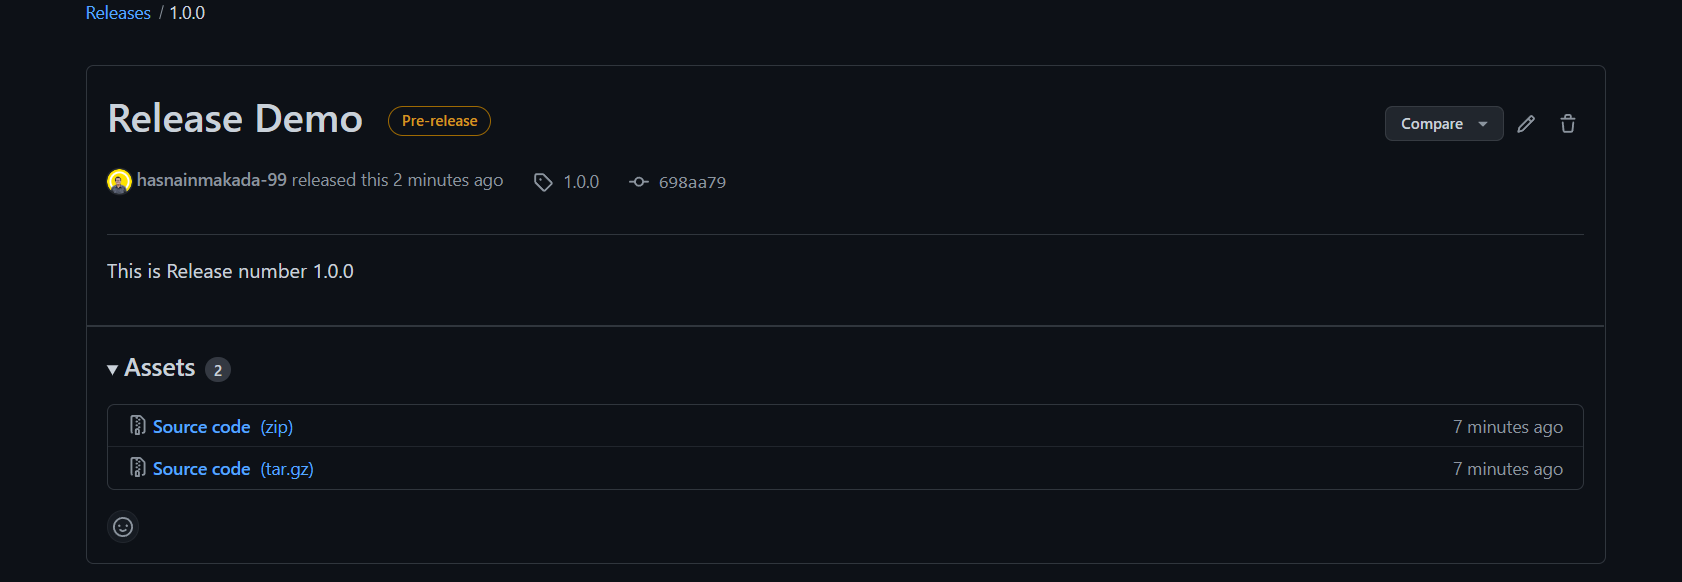 Releases / 1.0.0
Release Demo Pre-release Compare
hasnainmakada-99 released this 2 minutes ago 1.0.0 698aa79
This is Release number 1.0.0
Assets 2
Source code (zip) 7 minutes ago
Source code (tar.gz) 7 minutes ago